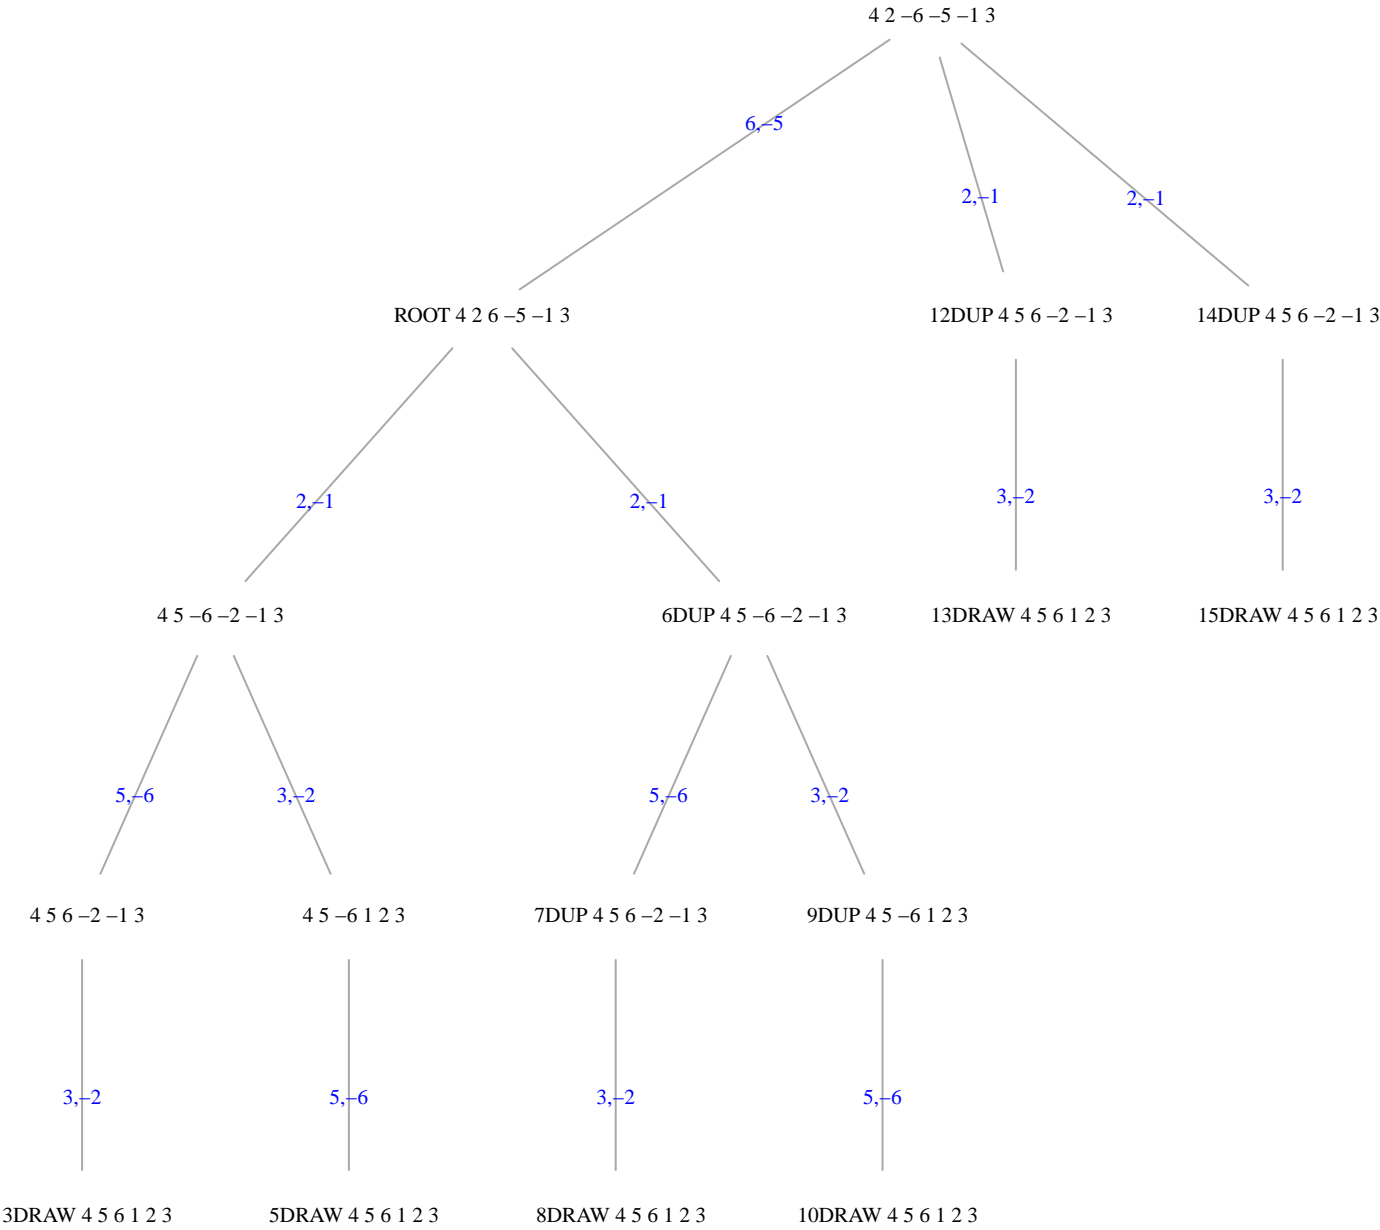 4 2 –6 –5 –1 3
6,–5
2,–1
2,–1
ROOT 4 2 6 –5 –1 3
12DUP 4 5 6 –2 –1 3
14DUP 4 5 6 –2 –1 3
2,–1
2,–1
3,–2
3,–2
4 5 –6 –2 –1 3
6DUP 4 5 –6 –2 –1 3
13DRAW 4 5 6 1 2 3
15DRAW 4 5 6 1 2 3
5,–6
3,–2
5,–6
3,–2
4 5 6 –2 –1 3
4 5 –6 1 2 3
7DUP 4 5 6 –2 –1 3
9DUP 4 5 –6 1 2 3
3,–2
5,–6
3,–2
5,–6
3DRAW 4 5 6 1 2 3
5DRAW 4 5 6 1 2 3
8DRAW 4 5 6 1 2 3
10DRAW 4 5 6 1 2 3